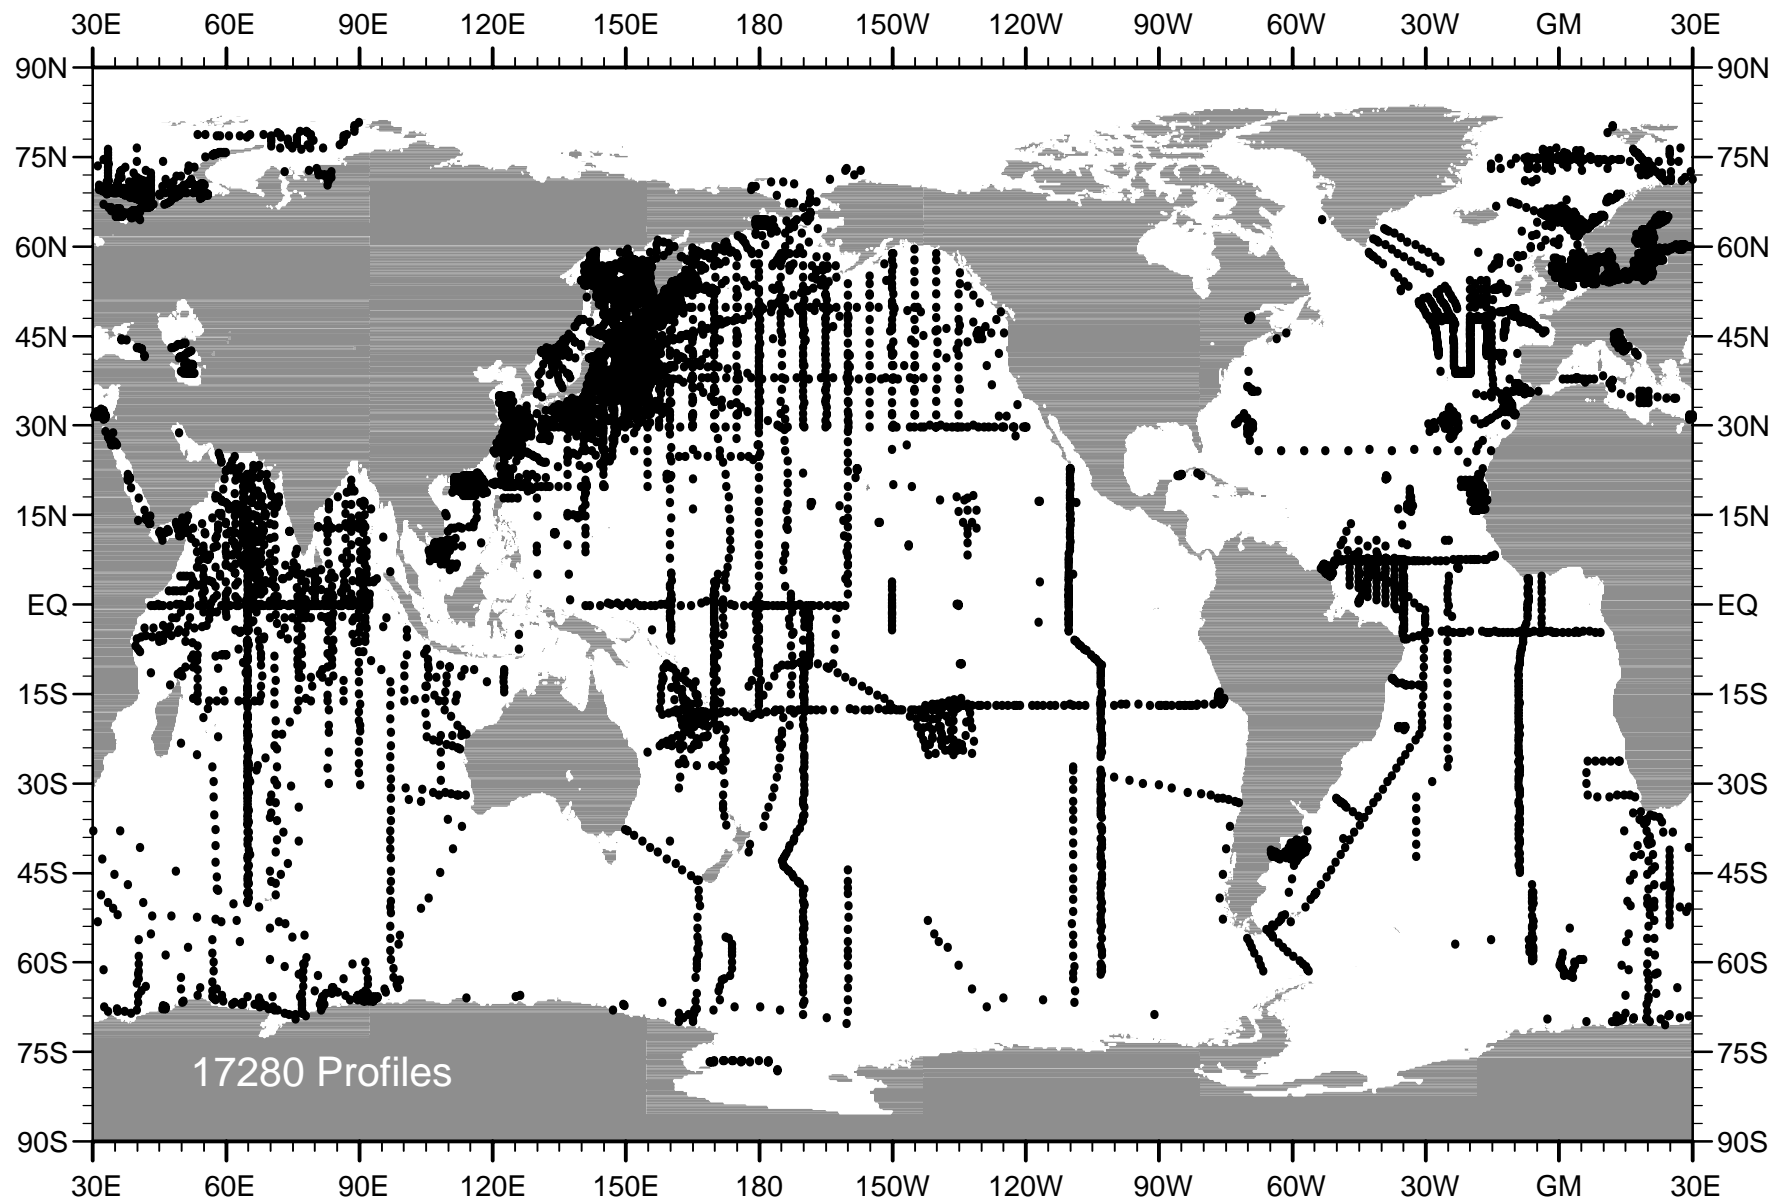 30E 60E 90E 120E 150E 180 150W 120W 90W 60W 30W GM 30E
90N 90N
75N 75N
60N 60N
45N 45N
30N 30N
15N 15N
EQ EQ
15S 15S
30S 30S
45S 45S
60S 60S
75S 75S
17280 Profiles
90S 90S
30E 60E 90E 120E 150E 180 150W 120W 90W 60W 30W GM 30E